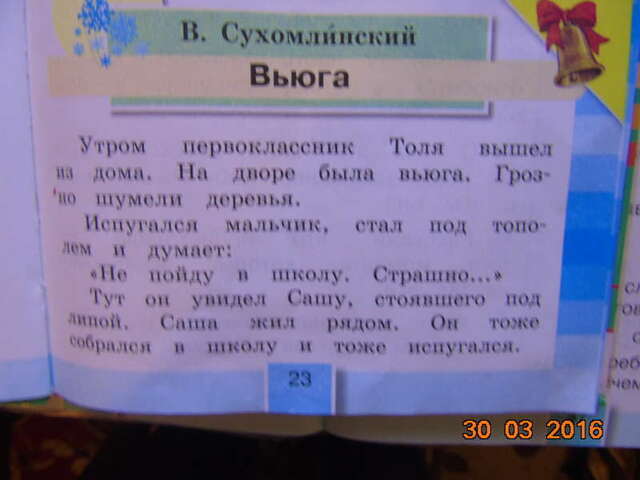 В. Сухомли́нский
Вьюга
Утром первоклассник Толя вышел
из дома. На дворе была вьюга. Гроз-
но шумели деревья.
Испугался мальчик, стал под топо-
лем и думает:
«Не пойду в школу. Страшно...»
Тут он увидел Сашу, стоявшего под
липой. Саша жил рядом. Он тоже
собрался в школу и тоже испугался.
23
30 03 2016